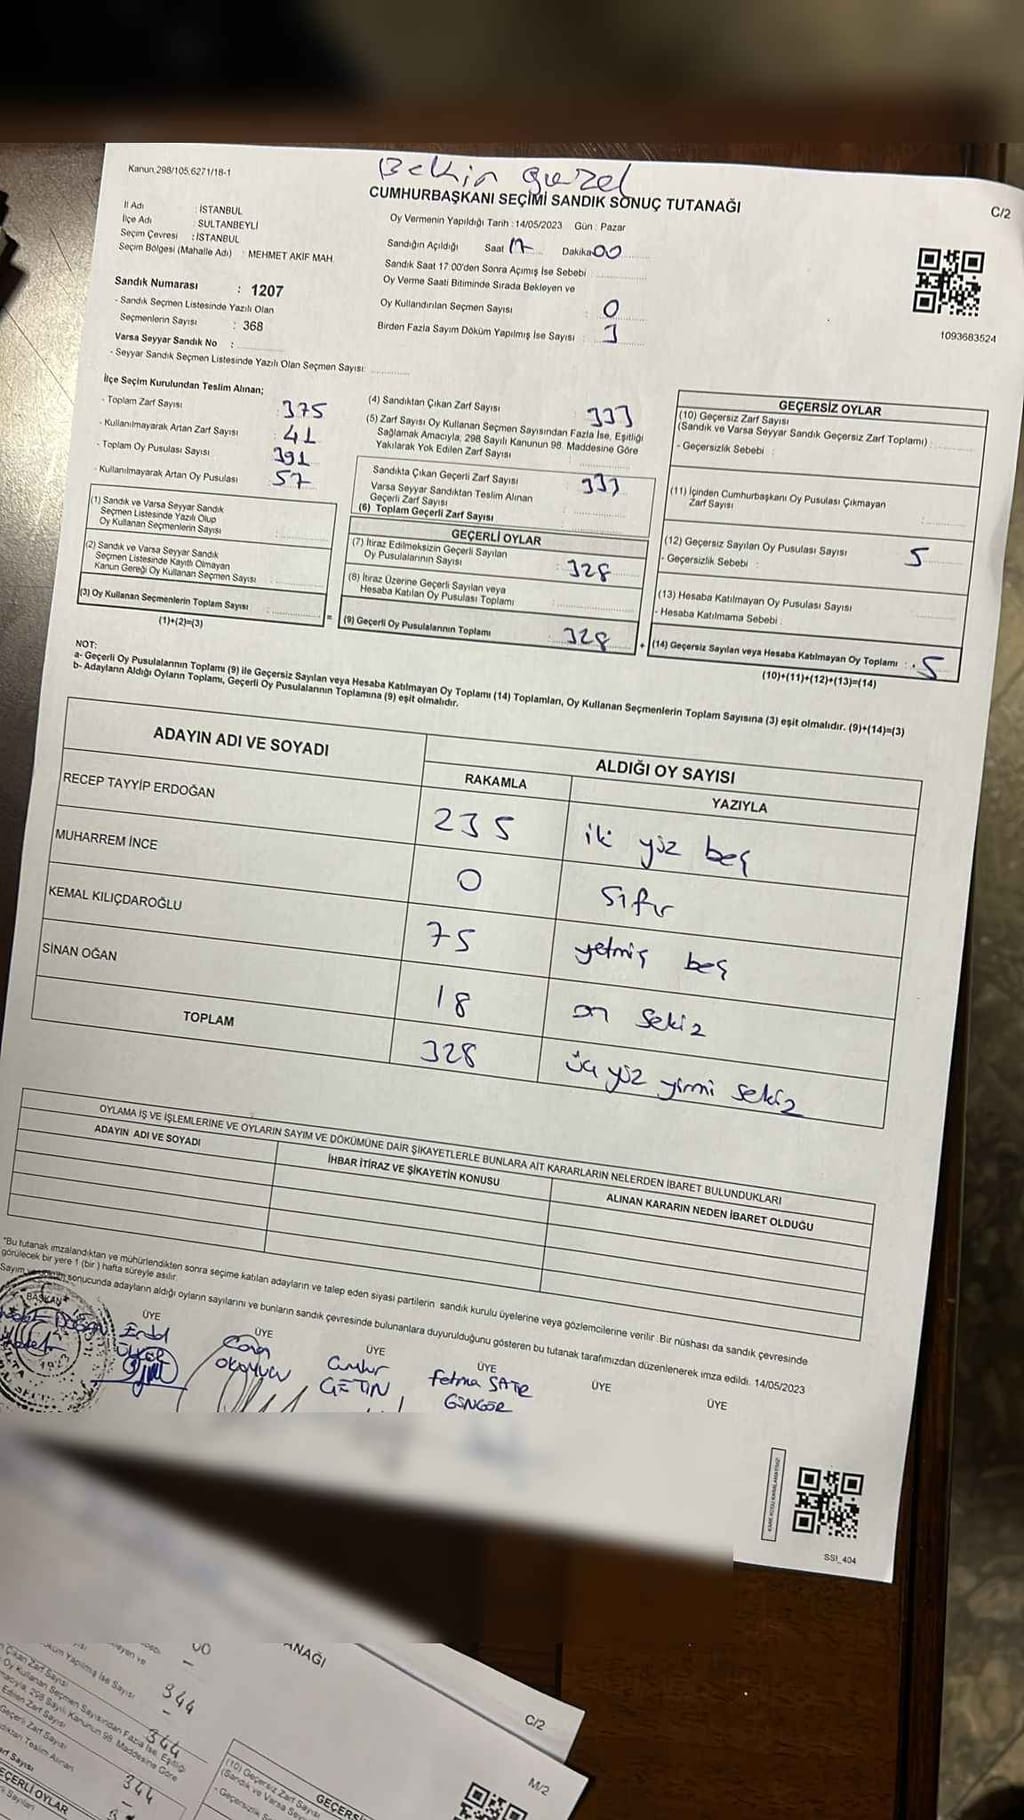 Kanun 298/105,6271/18-1
CUMHURBAŞKANI SEÇİMİ SANDIK SONUÇ TUTANAĞI
C/2
İl Adı : İSTANBUL
İlçe Adı : SULTANBEYLİ
Seçim Çevresi : İSTANBUL
Seçim Bölgesi (Mahalle Adı) : MEHMET AKİF MAH.
Sandık Numarası : 1207
- Sandık Seçmen Listesinde Yazılı Olan
Seçmenlerin Sayısı : 368
Varsa Seyyar Sandık No :
- Seyyar Sandık Seçmen Listesinde Yazılı Olan Seçmen Sayısı:
Oy Vermenin Yapıldığı Tarih : 14/05/2023 Gün : Pazar
Sandığın Açıldığı Saat 17 Dakika 00
Sandık Saat 17:00'den Sonra Açımış İse Sebebi
Oy Verme Saati Bitiminde Sırada Bekleyen ve
Oy Kullandırılan Seçmen Sayısı : 0
Birden Fazla Sayım Döküm Yapılmış İse Sayısı :
1093683524
İlçe Seçim Kurulundan Teslim Alınan;
- Toplam Zarf Sayısı : 375
- Kullanılmayarak Artan Zarf Sayısı : 41
- Toplam Oy Pusulası Sayısı : 391
- Kullanılmayarak Artan Oy Pusulası : 57
(1) Sandık ve Varsa Seyyar Sandık
Seçmen Listesinde Yazılı Olup
Oy Kullanan Seçmenlerin Sayısı
(2) Sandık ve Varsa Seyyar Sandık
Seçmen Listesinde Kayıtlı Olmayan
Kanun Gereği Oy Kullanan Seçmen Sayısı
(3) Oy Kullanan Seçmenlerin Toplam Sayısı
(1)+(2)=(3)
(4) Sandıktan Çıkan Zarf Sayısı : 333
(5) Zarf Sayısı Oy Kullanan Seçmen Sayısından Fazla İse, Eşitliği
Sağlamak Amacıyla, 298 Sayılı Kanunun 98. Maddesine Göre
Yakılarak Yok Edilen Zarf Sayısı
Sandıkta Çıkan Geçerli Zarf Sayısı : 333
Varsa Seyyar Sandıktan Teslim Alınan
Geçerli Zarf Sayısı
(6) Toplam Geçerli Zarf Sayısı
GEÇERLİ OYLAR
(7) İtiraz Edilmeksizin Geçerli Sayılan
Oy Pusulalarının Sayısı : 328
(8) İtiraz Üzerine Geçerli Sayılan veya
Hesaba Katılan Oy Pusulası Toplamı
(9) Geçerli Oy Pusulalarının Toplamı 328
GEÇERSİZ OYLAR
(10) Geçersiz Zarf Sayısı
(Sandık ve Varsa Seyyar Sandık Geçersiz Zarf Toplamı)
- Geçersizlik Sebebi :
(11) İçinden Cumhurbaşkanı Oy Pusulası Çıkmayan
Zarf Sayısı
(12) Geçersiz Sayılan Oy Pusulası Sayısı 5
- Geçersizlik Sebebi :
(13) Hesaba Katılmayan Oy Pusulası Sayısı
- Hesaba Katılmama Sebebi :
(14) Geçersiz Sayılan veya Hesaba Katılmayan Oy Toplamı : 5
(10)+(11)+(12)+(13)=(14)
NOT:
a- Geçerli Oy Pusulalarının Toplamı (9) ile Geçersiz Sayılan veya Hesaba Katılmayan Oy Toplamı (14) Toplamları, Oy Kullanan Seçmenlerin Toplam Sayısına (3) eşit olmalıdır. (9)+(14)=(3)
b- Adayların Aldığı Oyların Toplamı, Geçerli Oy Pusulalarının Toplamına (9) eşit olmalıdır.
ADAYIN ADI VE SOYADI
ALDIĞI OY SAYISI
RAKAMLA YAZIYLA
RECEP TAYYİP ERDOĞAN 235 iki yüz beş
MUHARREM İNCE 0 sıfır
KEMAL KILIÇDAROĞLU 75 yetmiş beş
SİNAN OĞAN 18 on sekiz
TOPLAM 328 üç yüz yirmi sekiz
OYLAMA İŞ VE İŞLEMLERİNE VE OYLARIN SAYIM VE DÖKÜMÜNE DAİR ŞİKAYETLERLE BUNLARA AİT KARARLARIN NELERDEN İBARET BULUNDUKLARI
ADAYIN ADI VE SOYADI İHBAR İTİRAZ VE ŞİKAYETİN KONUSU ALINAN KARARIN NEDEN İBARET OLDUĞU
*Bu tutanak imzalandıktan ve mühürlendikten sonra seçime katılan adayların ve talep eden siyasi partilerin sandık kurulu üyelerine veya gözlemcilerine verilir. Bir nüshası da sandık çevresinde
görülecek bir yere 1 (bir) hafta süreyle asılır.
sonucunda adayların aldığı oyların sayılarını ve bunların sandık çevresinde bulunanlara duyurulduğunu gösteren bu tutanak tarafımızdan düzenlenerek imza edildi. 14/05/2023
BAŞKAN ÜYE ÜYE ÜYE ÜYE ÜYE ÜYE
ÇETİN
GÜNGÖR
SSI_404
00
344
344
344
ANAĞI
C/2
M/2